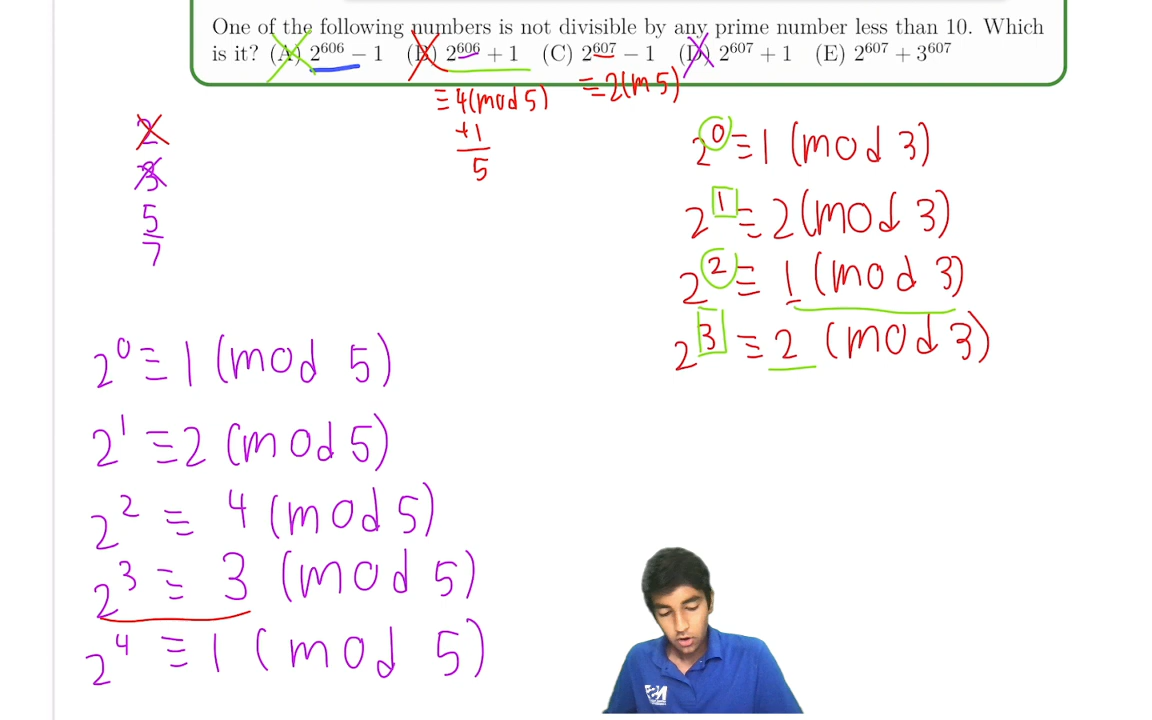 One of the following numbers is not divisible by any prime number less than 10. Which
is it? (A) 2^606 − 1 (B) 2^606 + 1 (C) 2^607 − 1 (D) 2^607 + 1 (E) 2^607 + 3^607
≡ 4 (mod 5)
+1
5
≡ 2 (m 5)
2
3
5
7
2^0 ≡ 1 (mod 3)
2^1 ≡ 2 (mod 3)
2^2 ≡ 1 (mod 3)
2^3 ≡ 2 (mod 3)
2^0 ≡ 1 (mod 5)
2^1 ≡ 2 (mod 5)
2^2 ≡ 4 (mod 5)
2^3 ≡ 3 (mod 5)
2^4 ≡ 1 (mod 5)